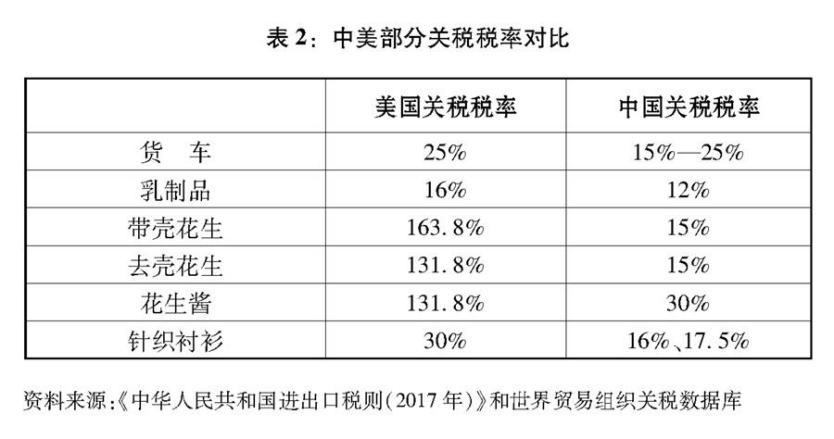 表2：中美部分关税税率对比
美国关税税率 中国关税税率
货 车 25% 15%—25%
乳制品 16% 12%
带壳花生 163.8% 15%
去壳花生 131.8% 15%
花生酱 131.8% 30%
针织衬衫 30% 16%、17.5%
资料来源：《中华人民共和国进出口税则(2017年)》和世界贸易组织关税数据库